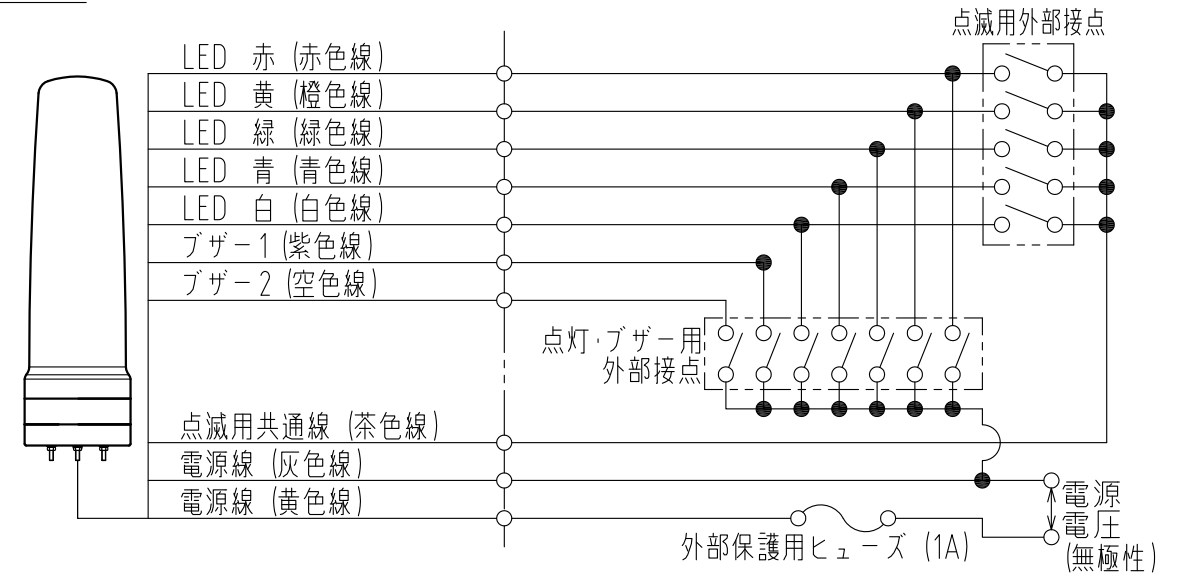 点滅用外部接点
LED 赤 (赤色線)
LED 黄 (橙色線)
LED 緑 (緑色線)
LED 青 (青色線)
LED 白 (白色線)
ブザー1 (紫色線)
ブザー2 (空色線)
点灯・ブザー用
外部接点
点滅用共通線 (茶色線)
電源線 (灰色線)
電源線 (黄色線)
電源
電圧
(無極性)
外部保護用ヒューズ (1A)